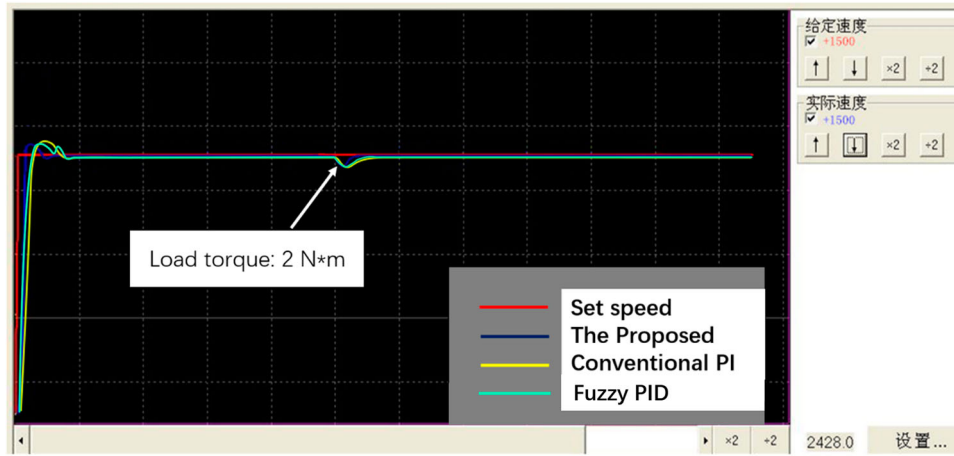 给定速度
+1500
↑ ↓ ×2 ÷2
实际速度
+1500
↑ ↓ ×2 ÷2
Load torque: 2 N*m
Set speed
The Proposed
Conventional PI
Fuzzy PID
×2 ÷2 2428.0 设置...